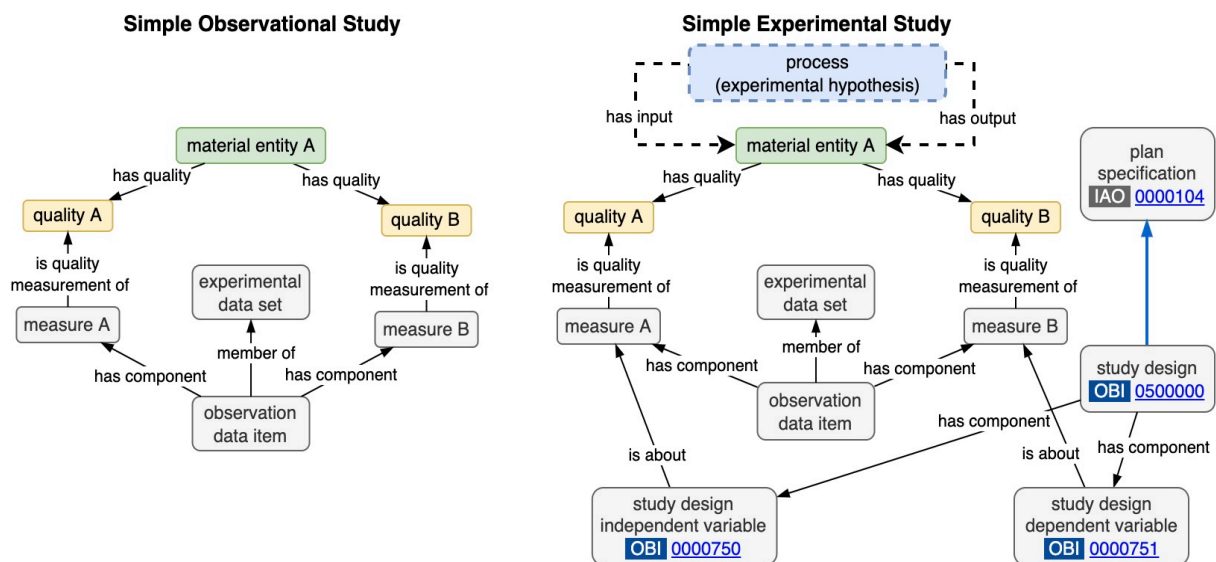 Simple Observational Study
material entity A
has quality
has quality
quality A
quality B
is quality
measurement of
is quality
measurement of
experimental
data set
measure A
measure B
member of
has component
has component
observation
data item
Simple Experimental Study
process
(experimental hypothesis)
has input
has output
material entity A
has quality
has quality
quality A
quality B
plan
specification
IAO 0000104
is quality
measurement of
is quality
measurement of
experimental
data set
measure A
measure B
member of
has component
has component
observation
data item
study design
OBI 0500000
has component
has component
is about
is about
study design
independent variable
OBI 0000750
study design
dependent variable
OBI 0000751